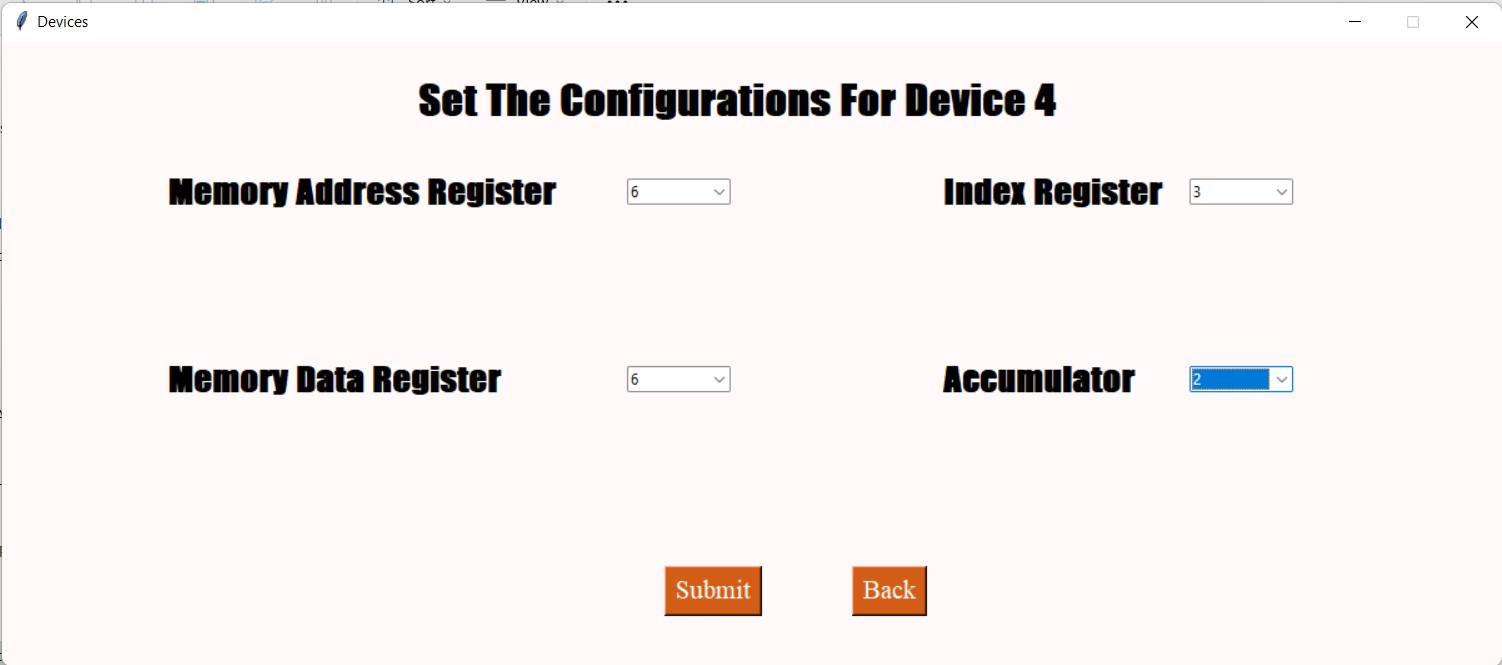 Devices
Set The Configurations For Device 4
Memory Address Register 6 Index Register 3
Memory Data Register 6 Accumulator 2
Submit Back